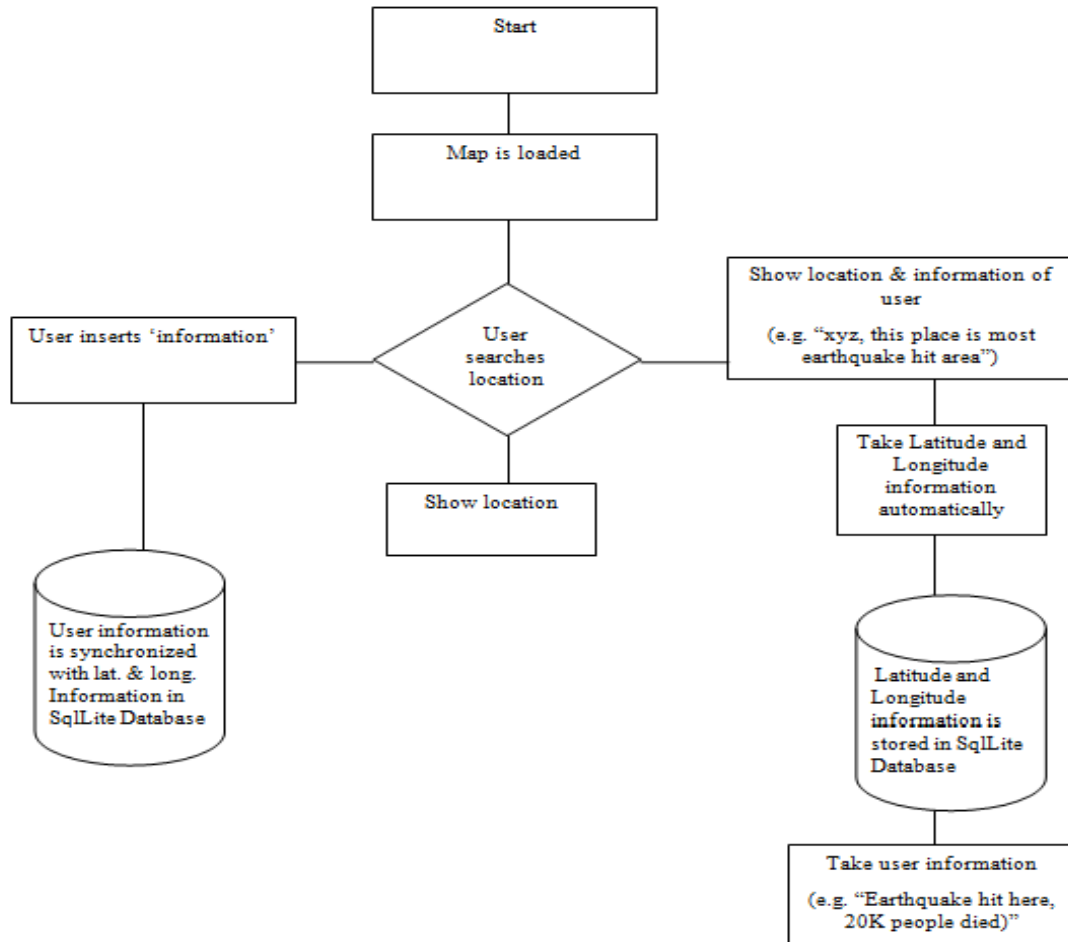 Start
Map is loaded
Show location & information of
user
(e.g. “xyz, this place is most
earthquake hit area”)
User inserts ‘information’
User
searches
location
Take Latitude and
Longitude
information
automatically
Show location
User information
is synchronized
with lat. & long.
Information in
SqlLite Database
Latitude and
Longitude
information is
stored in SqlLite
Database
Take user information
(e.g. “Earthquake hit here,
20K people died)”